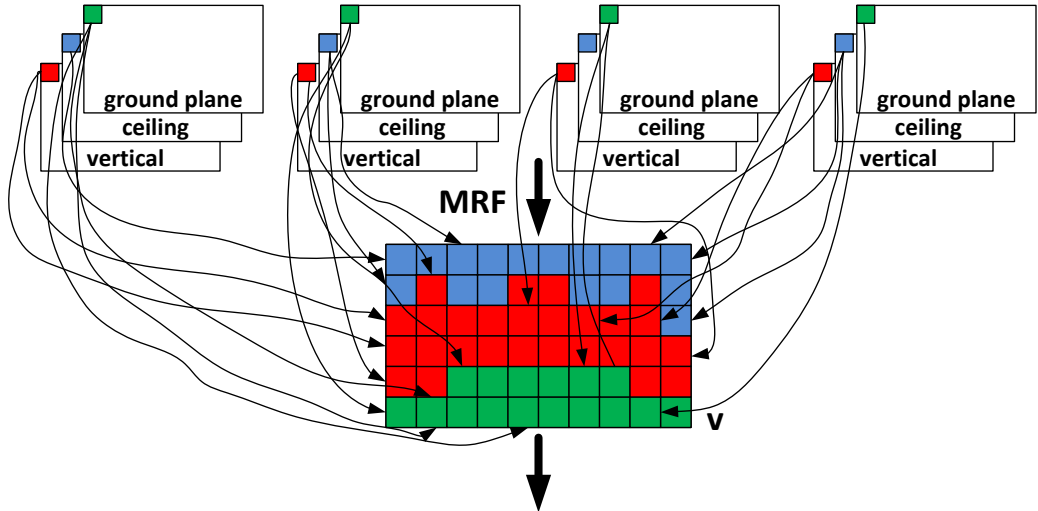 ground plane
ceiling
vertical
ground plane
ceiling
vertical
ground plane
ceiling
vertical
ground plane
ceiling
vertical
MRF
v